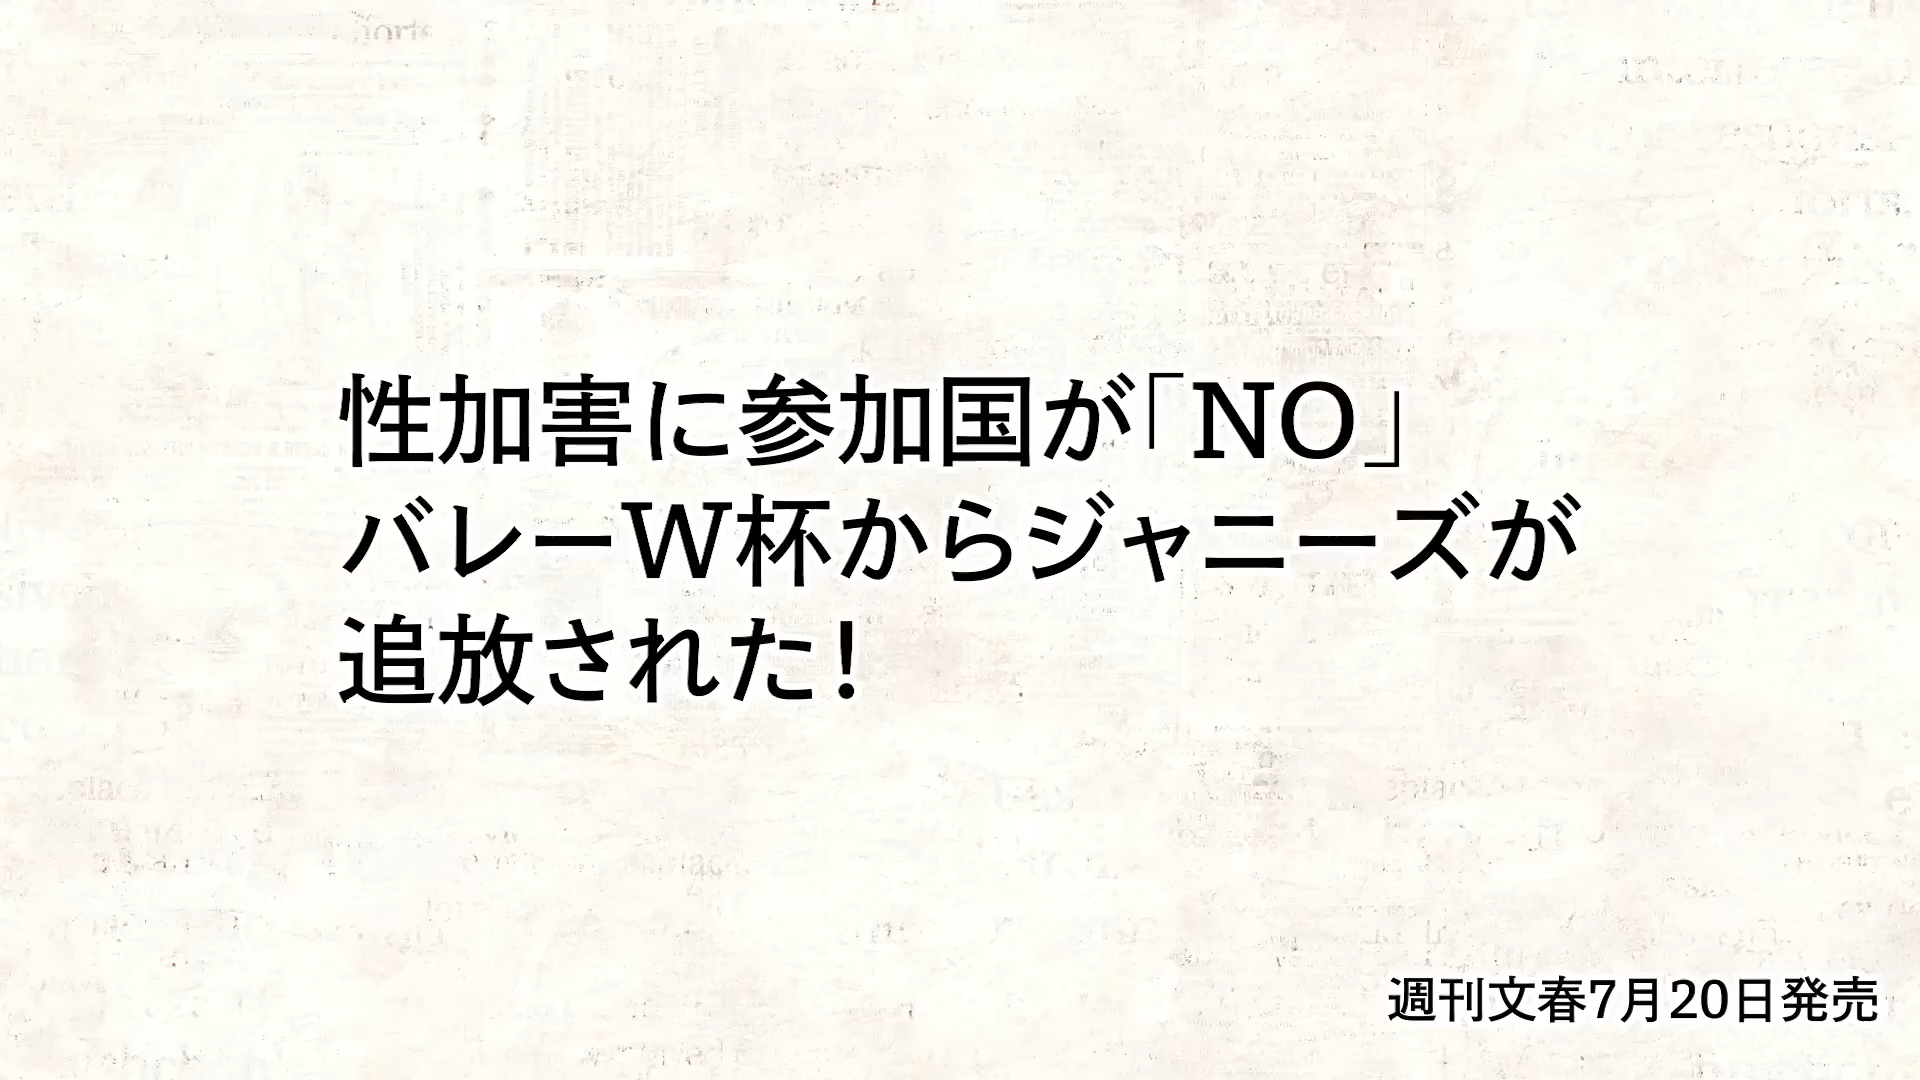 性加害に参加国が「NO」
バレーW杯からジャニーズが
追放された!
週刊文春7月20日発売